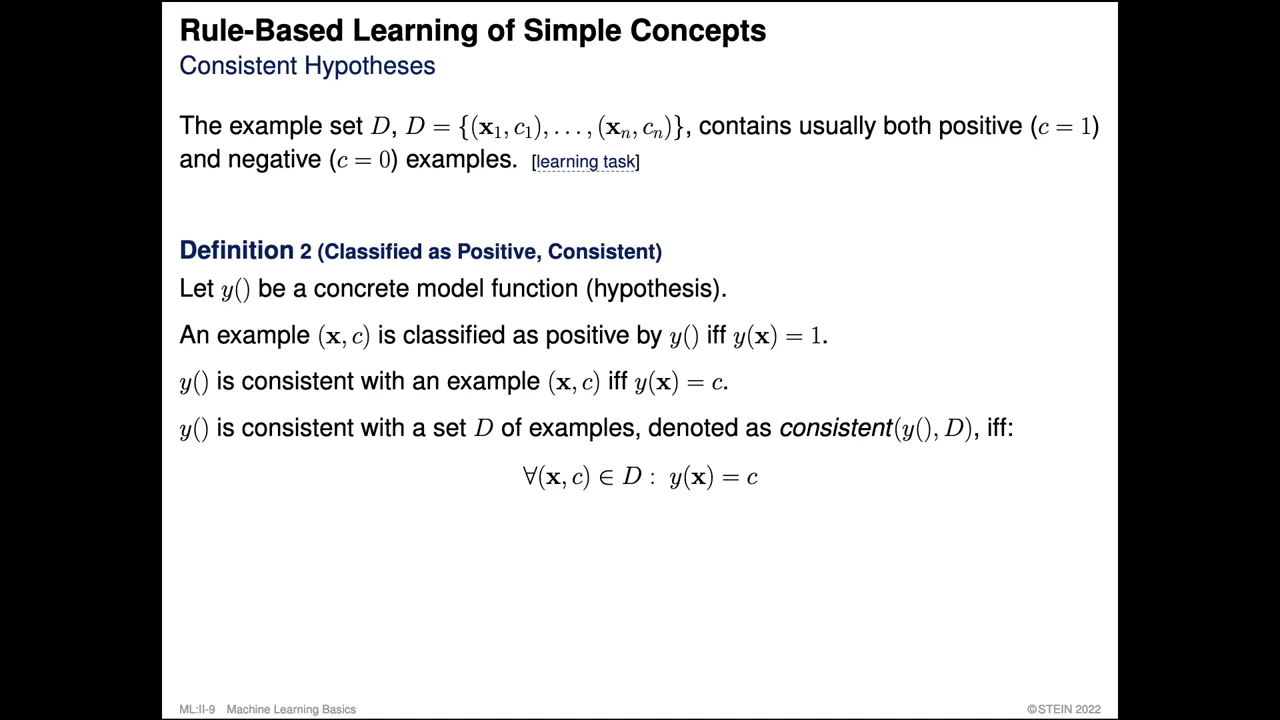 Rule-Based Learning of Simple Concepts
Consistent Hypotheses
The example set D, D = {(x₁, c₁), . . . , (xₙ, cₙ)}, contains usually both positive (c = 1)
and negative (c = 0) examples. [learning task]
Definition 2 (Classified as Positive, Consistent)
Let y() be a concrete model function (hypothesis).
An example (x, c) is classified as positive by y() iff y(x) = 1.
y() is consistent with an example (x, c) iff y(x) = c.
y() is consistent with a set D of examples, denoted as consistent(y(), D), iff:
∀(x, c) ∈ D : y(x) = c
ML:II-9 Machine Learning Basics
©STEIN 2022